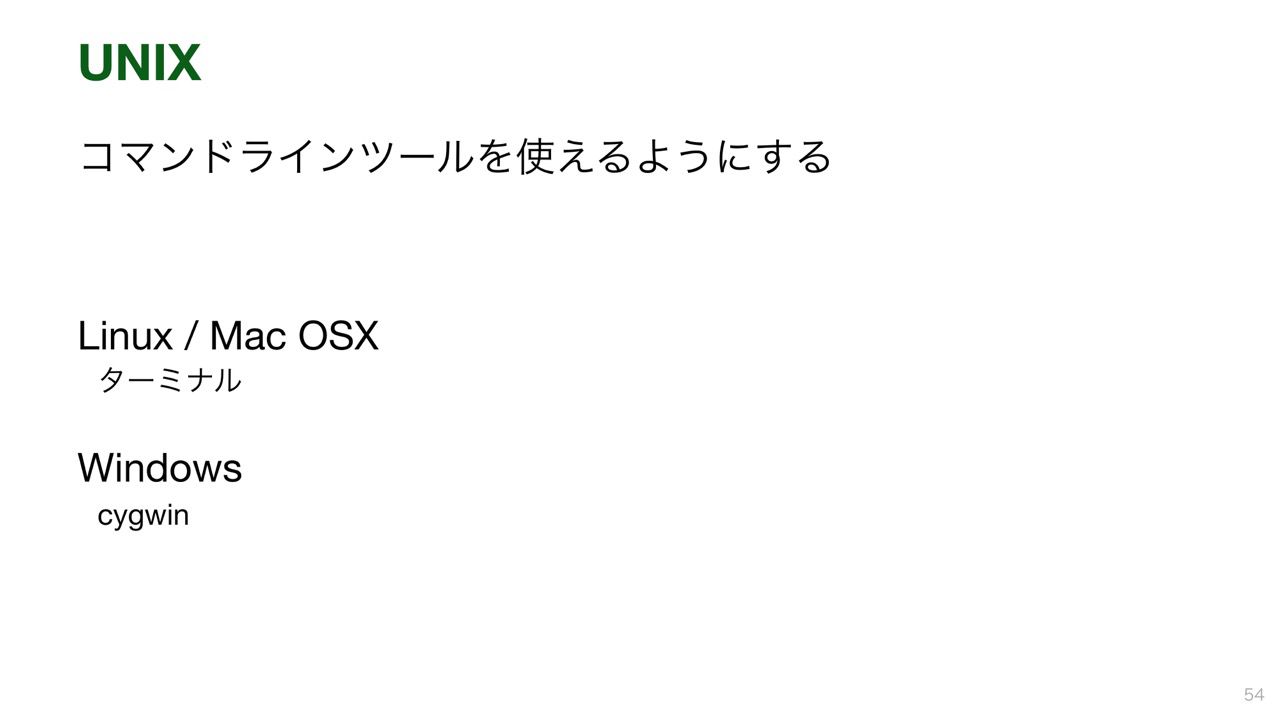 UNIX
コマンドラインツールを使えるようにする
Linux / Mac OSX
ターミナル
Windows
cygwin
54